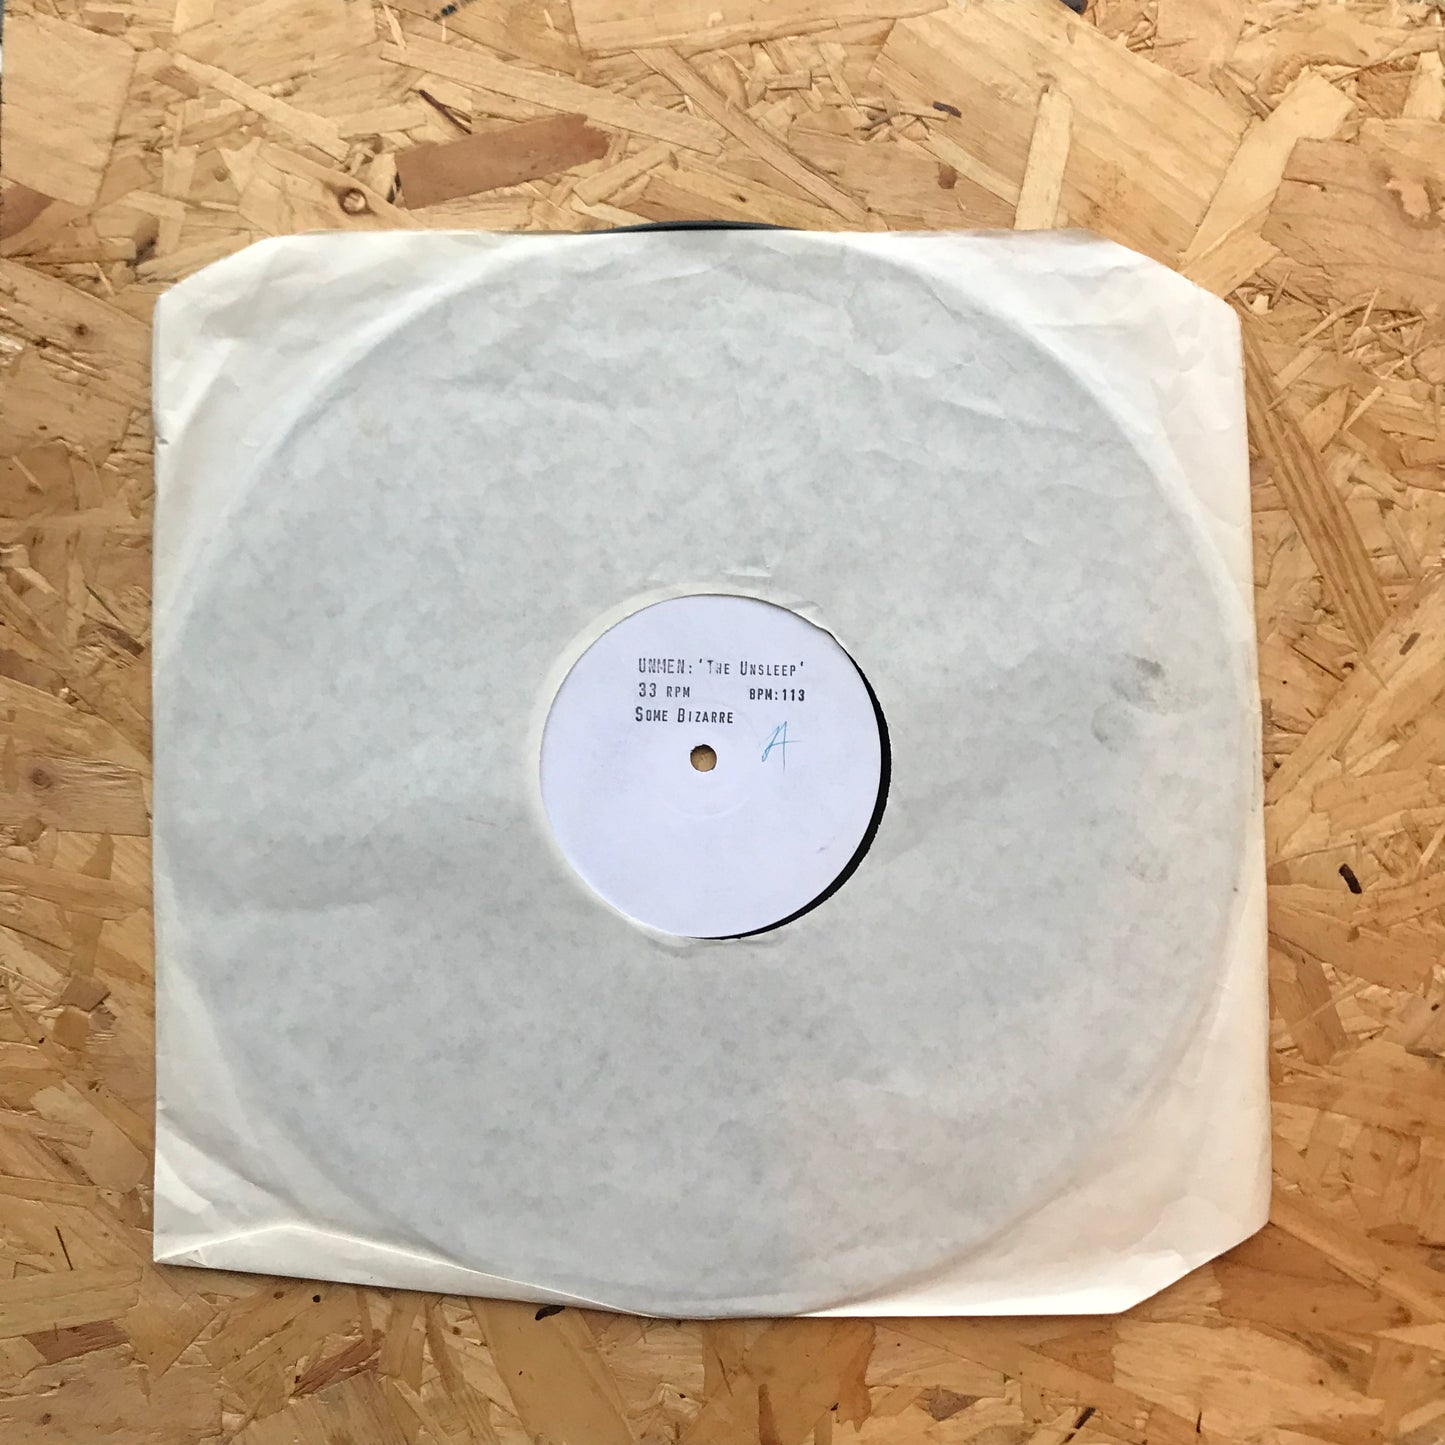 UNMEN: 'The Unsleep'
33 RPM BPM:113
Some Bizarre
A